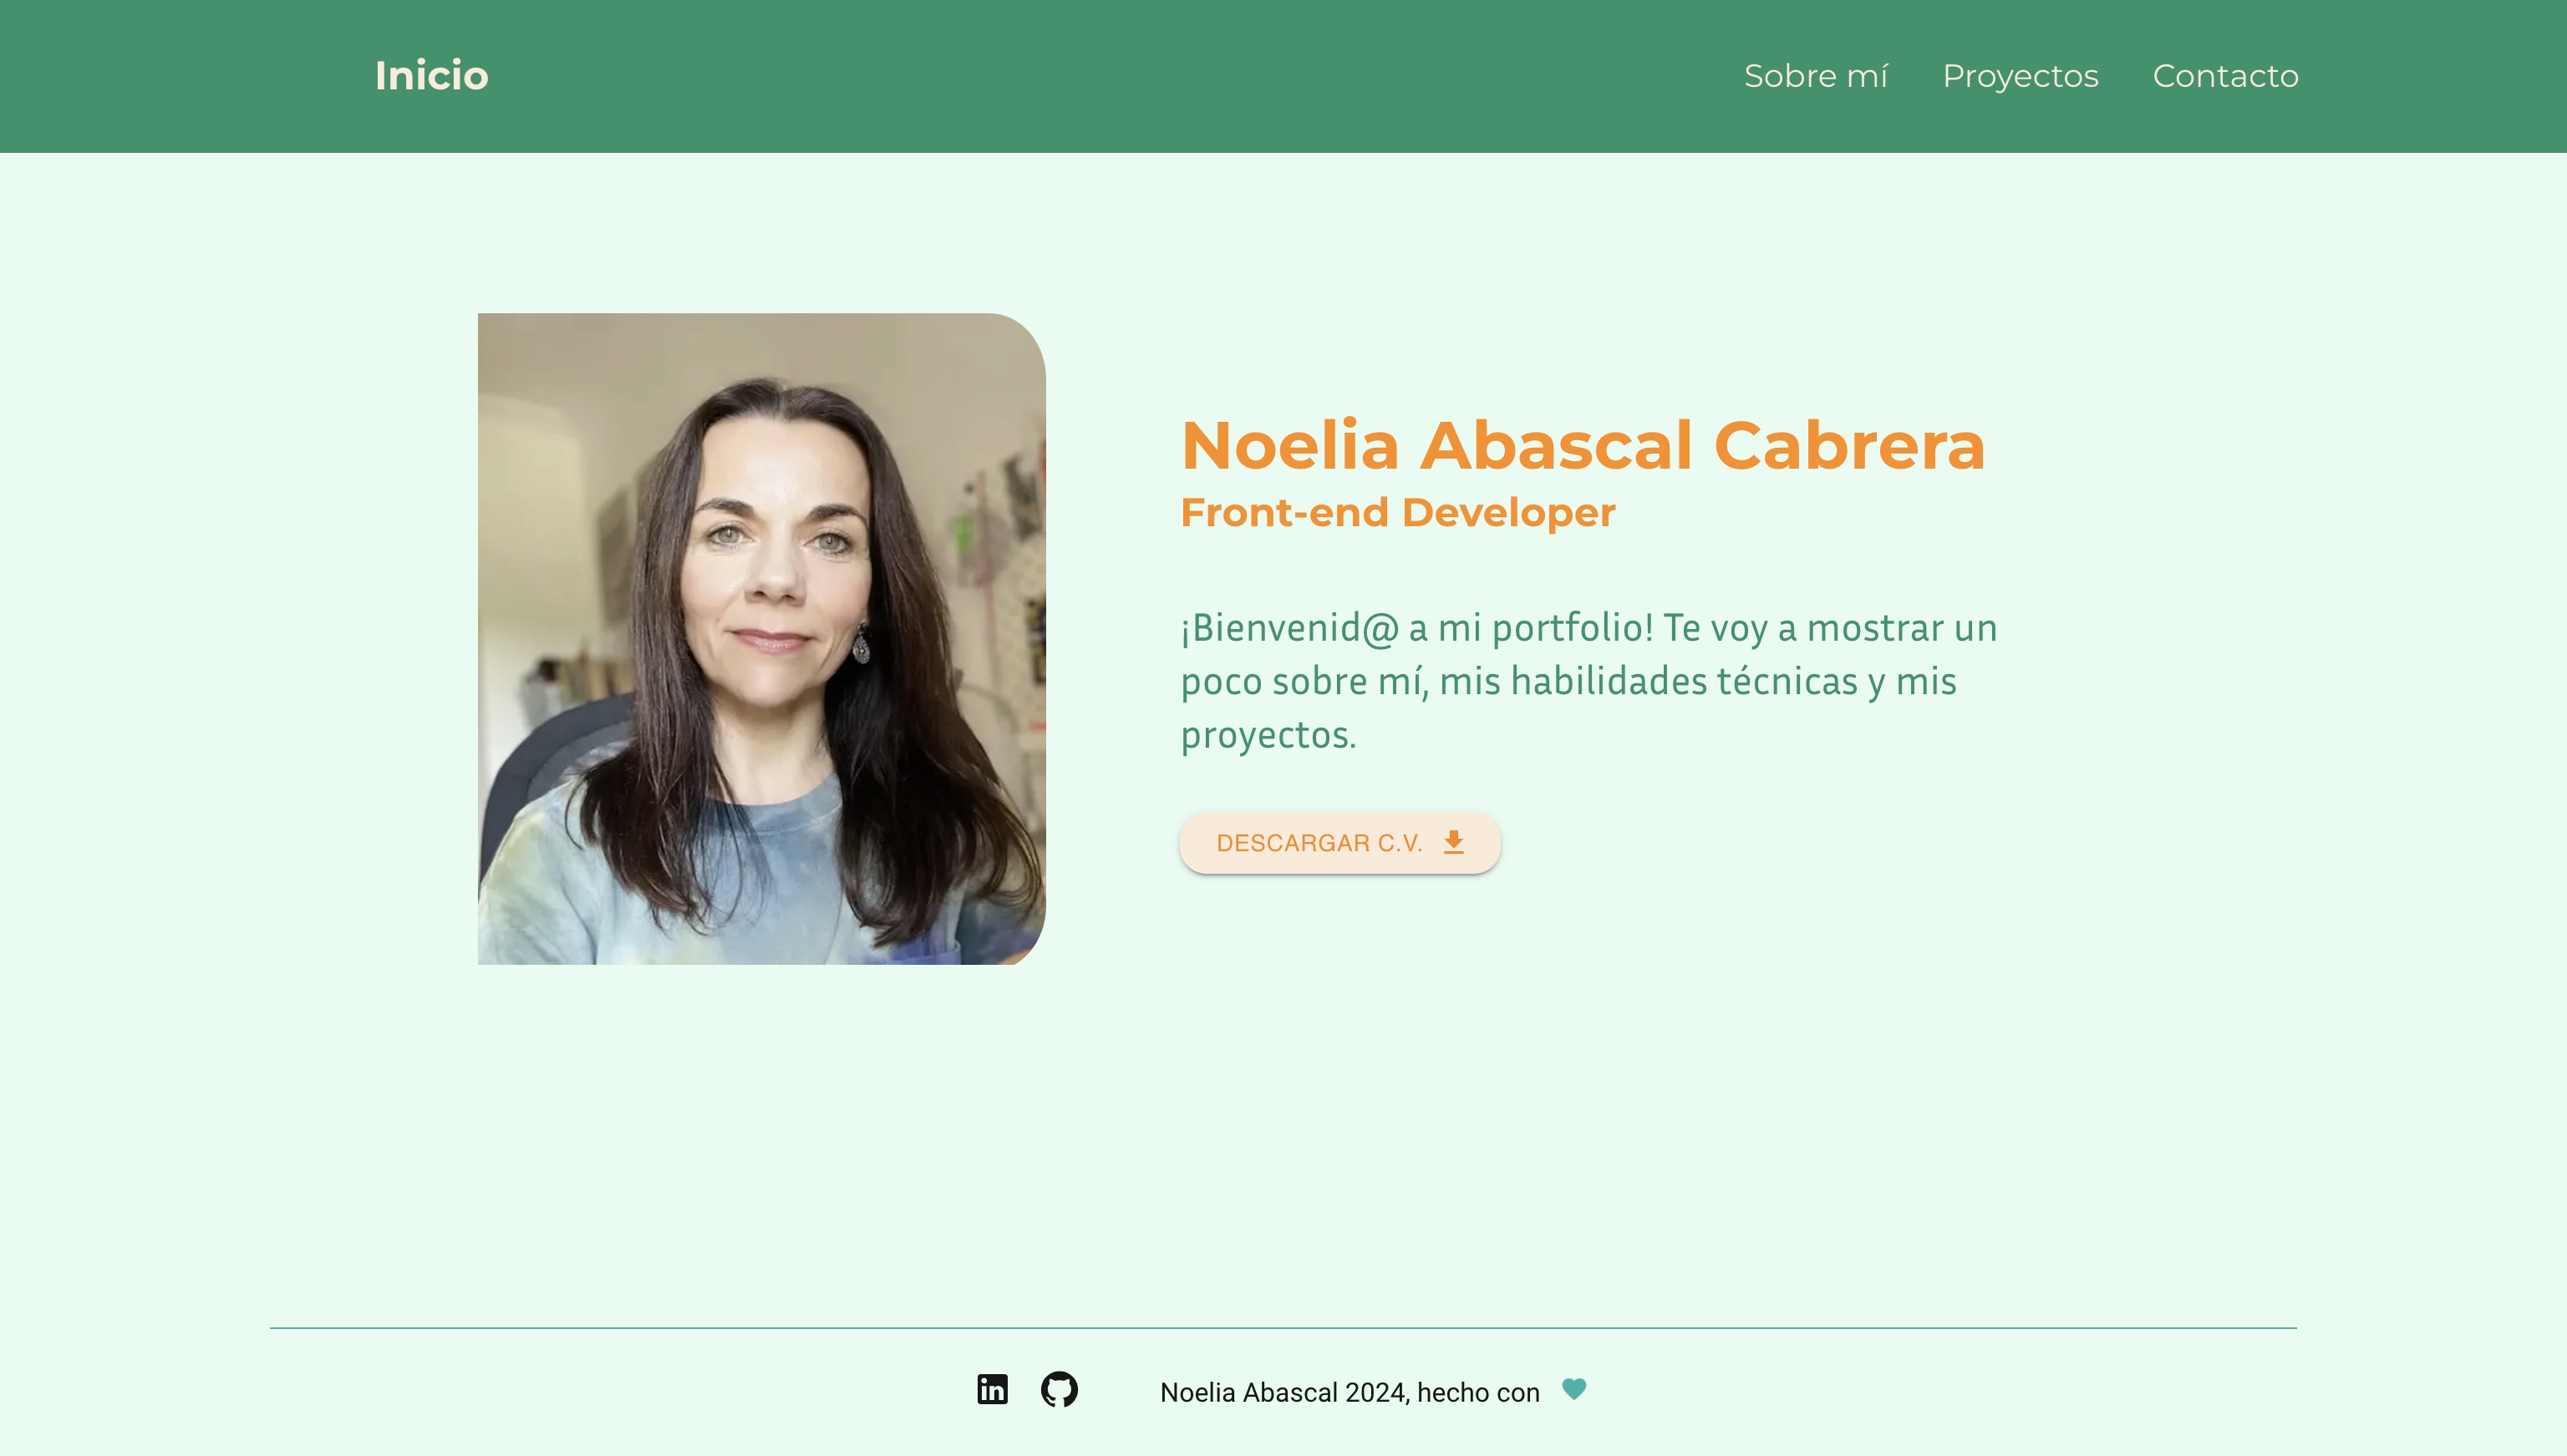 Inicio
Sobre mí
Proyectos
Contacto
Noelia Abascal Cabrera
Front-end Developer
¡Bienvenid@ a mi portfolio! Te voy a mostrar un
poco sobre mí, mis habilidades técnicas y mis
proyectos.
DESCARGAR C.V.
in
Noelia Abascal 2024, hecho con